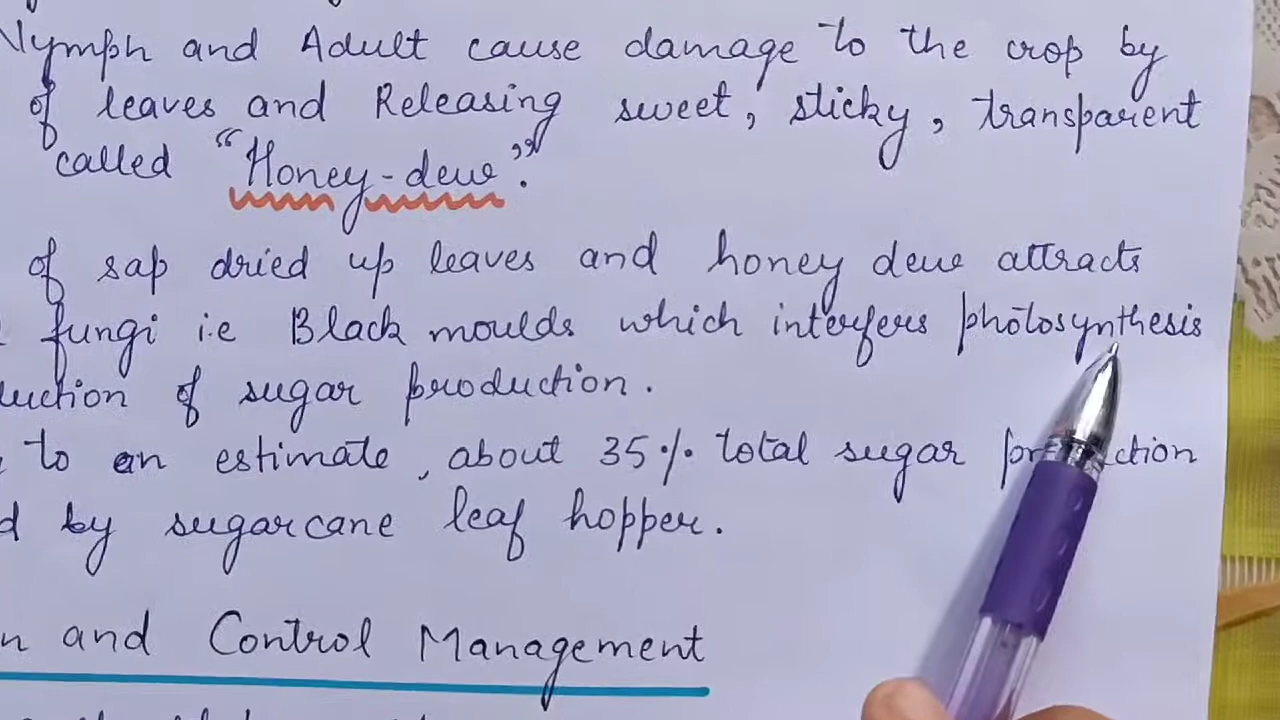 Nymph and Adult cause damage to the crop by
of leaves and Releasing sweet, sticky, transparent
called "Honey-dew".
of sap dried up leaves and honey dew attracts
fungi i.e Black moulds which interfers photosynthesis
uction of sugar production.
to an estimate, about 35% total sugar
by sugarcane leaf hopper.
and Control Management